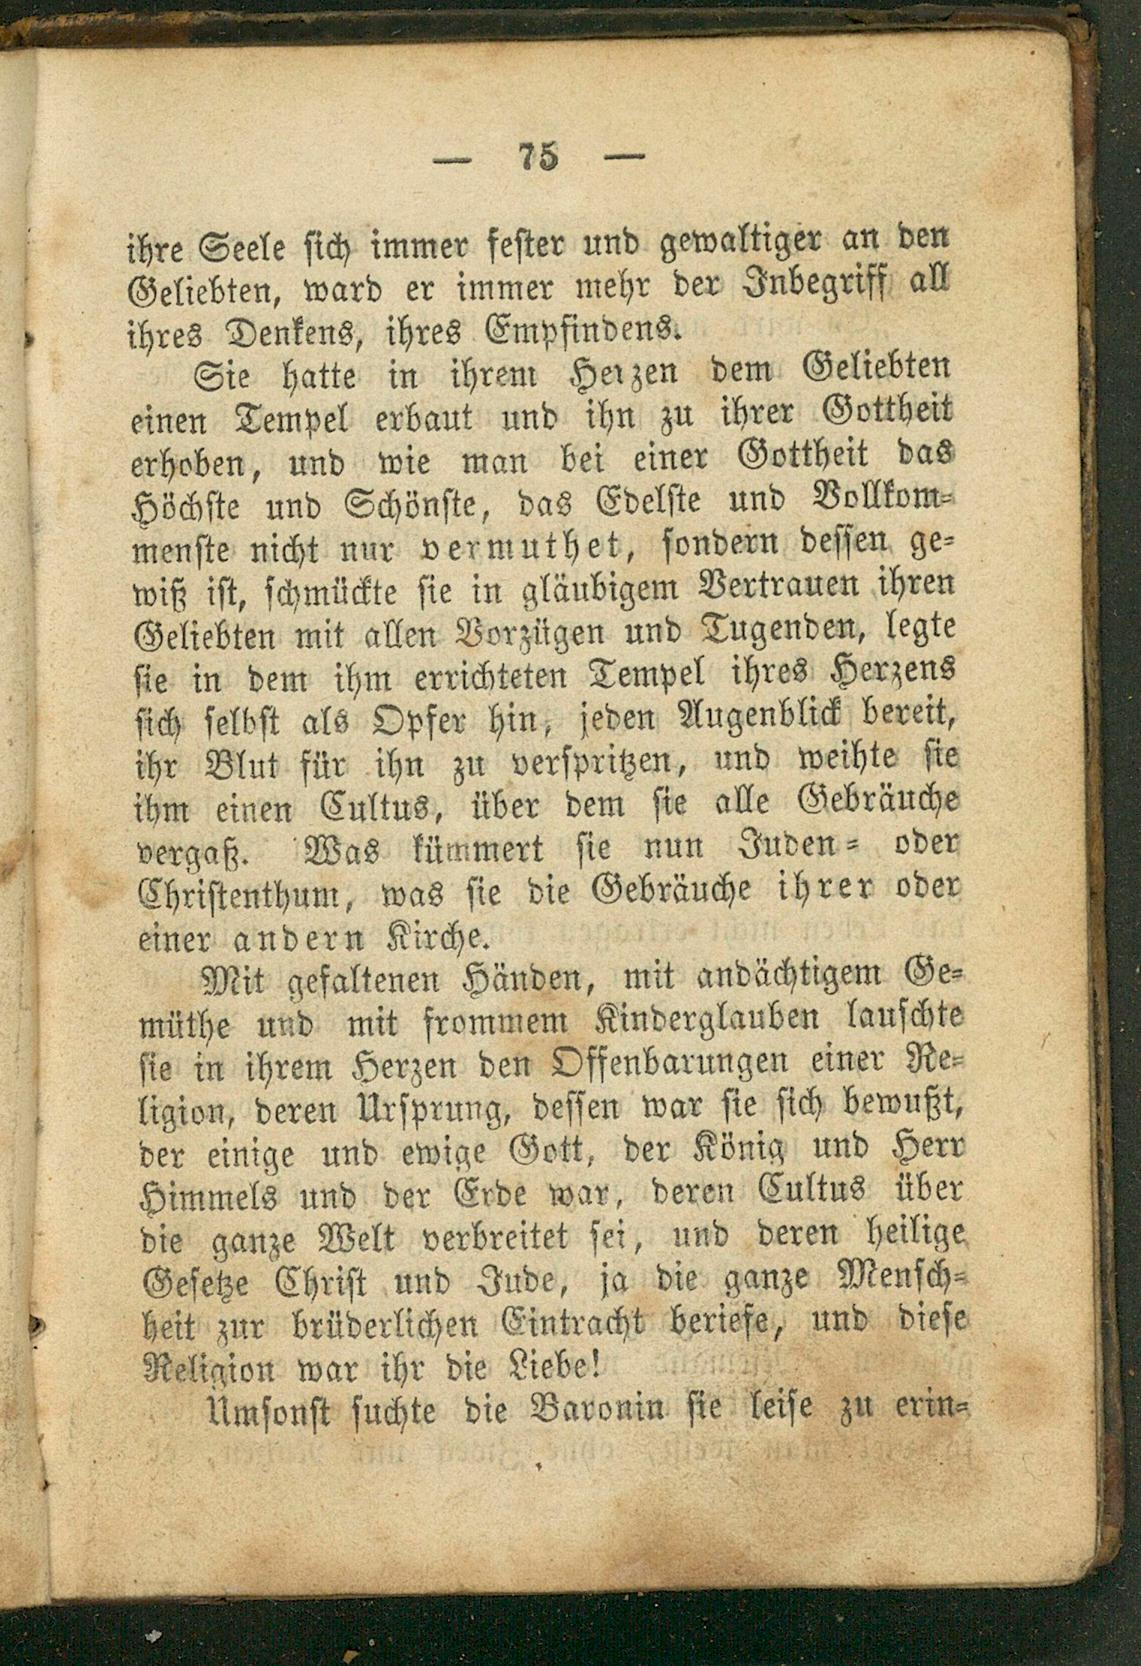 — 75 —
ihre Seele sich immer fester und gewaltiger an den
Geliebten, ward er immer mehr der Inbegriff all
ihres Denkens, ihres Empfindens.
Sie hatte in ihrem Herzen dem Geliebten
einen Tempel erbaut und ihn zu ihrer Gottheit
erhoben, und wie man bei einer Gottheit das
Höchste und Schönste, das Edelste und Vollkom-
menste nicht nur vermuthet, sondern dessen ge-
wiß ist, schmückte sie in gläubigem Vertrauen ihren
Geliebten mit allen Vorzügen und Tugenden, legte
sie in dem ihm errichteten Tempel ihres Herzens
sich selbst als Opfer hin, jeden Augenblick bereit,
ihr Blut für ihn zu verspritzen, und weihte sie
ihm einen Cultus, über dem sie alle Gebräuche
vergaß. Was kümmert sie nun Juden- oder
Christenthum, was sie die Gebräuche ihrer oder
einer andern Kirche.
Mit gefaltenen Händen, mit andächtigem Ge-
müthe und mit frommem Kinderglauben lauschte
sie in ihrem Herzen den Offenbarungen einer Re-
ligion, deren Ursprung, dessen war sie sich bewußt,
der einige und ewige Gott, der König und Herr
Himmels und der Erde war, deren Cultus über
die ganze Welt verbreitet sei, und deren heilige
Gesetze Christ und Jude, ja die ganze Mensch-
heit zur brüderlichen Eintracht beriefe, und diese
Religion war ihr die Liebe!
Umsonst suchte die Baronin sie leise zu erin-